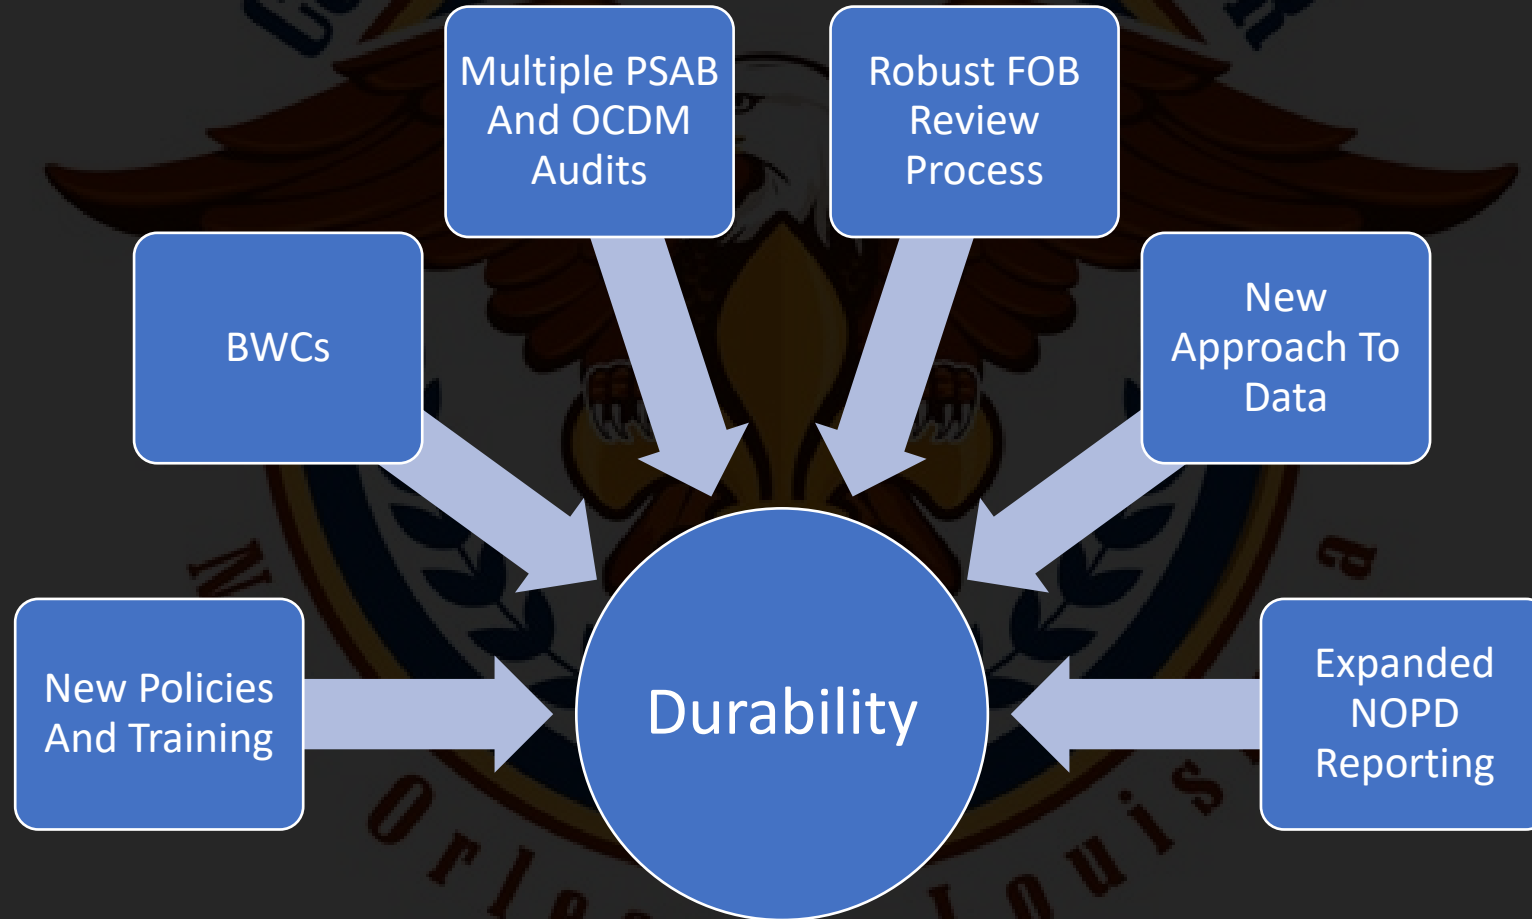 Multiple PSAB
And OCDM
Audits
Robust FOB
Review
Process
BWCs
New
Approach To
Data
New Policies
And Training
Durability
Expanded
NOPD
Reporting